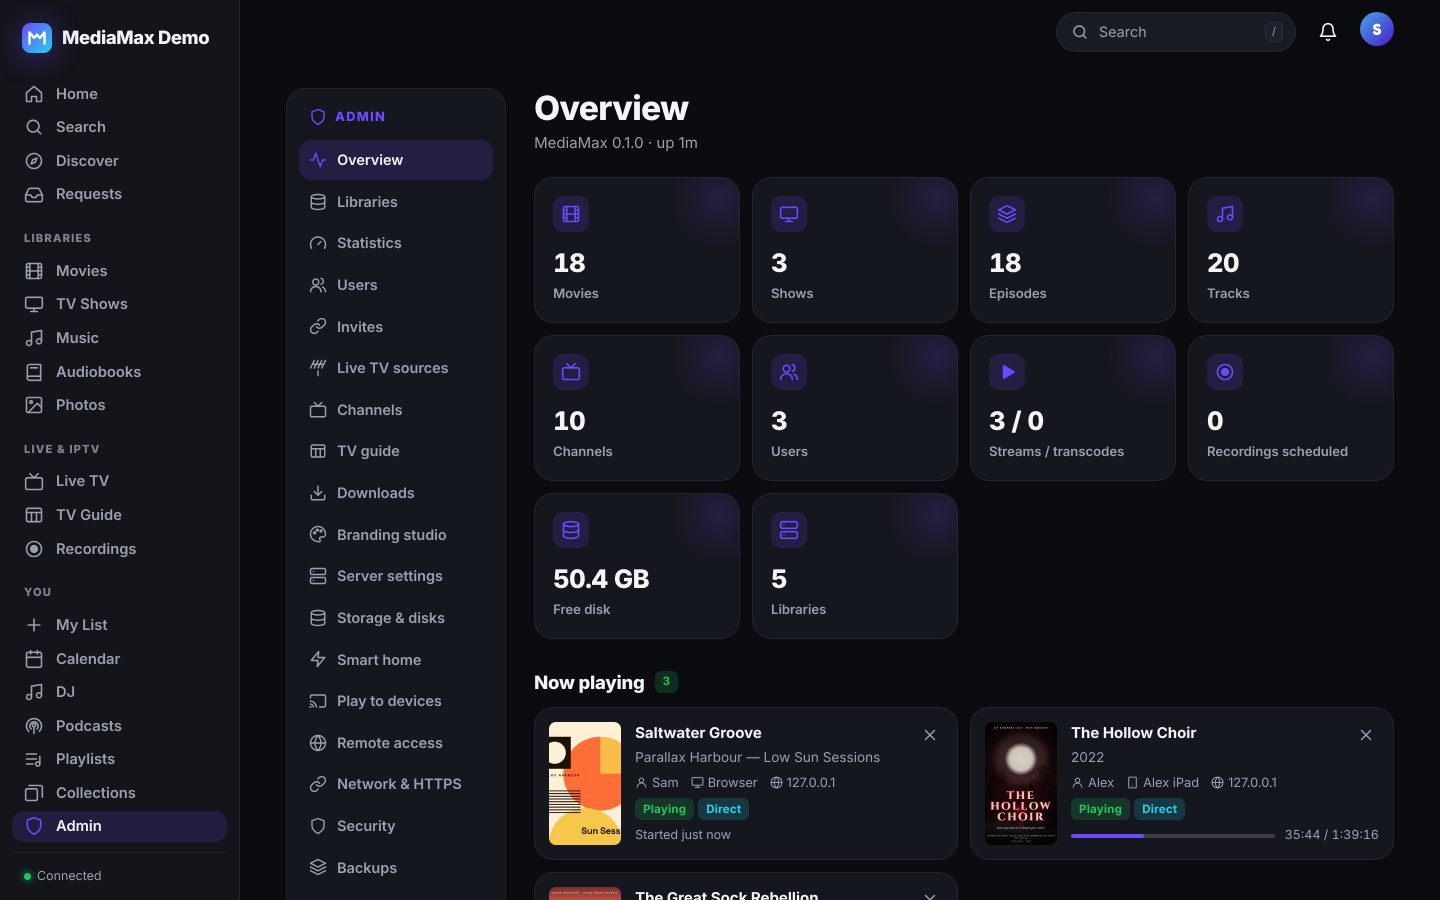 MediaMax Demo
Search
/
S
Home
Search
Discover
Requests
LIBRARIES
Movies
TV Shows
Music
Audiobooks
Photos
LIVE & IPTV
Live TV
TV Guide
Recordings
YOU
My List
Calendar
DJ
Podcasts
Playlists
Collections
Admin
Connected
ADMIN
Overview
Libraries
Statistics
Users
Invites
Live TV sources
Channels
TV guide
Downloads
Branding studio
Server settings
Storage & disks
Smart home
Play to devices
Remote access
Network & HTTPS
Security
Backups
Overview
MediaMax 0.1.0 · up 1m
18
Movies
3
Shows
18
Episodes
20
Tracks
10
Channels
3
Users
3 / 0
Streams / transcodes
0
Recordings scheduled
50.4 GB
Free disk
5
Libraries
Now playing 3
Sun Sess
Saltwater Groove
Parallax Harbour — Low Sun Sessions
Sam Browser 127.0.0.1
Playing Direct
Started just now
THE
HOLLOW
CHOIR
The Hollow Choir
2022
Alex Alex iPad 127.0.0.1
Playing Direct
35:44 / 1:39:16
The Great Sock Rebellion